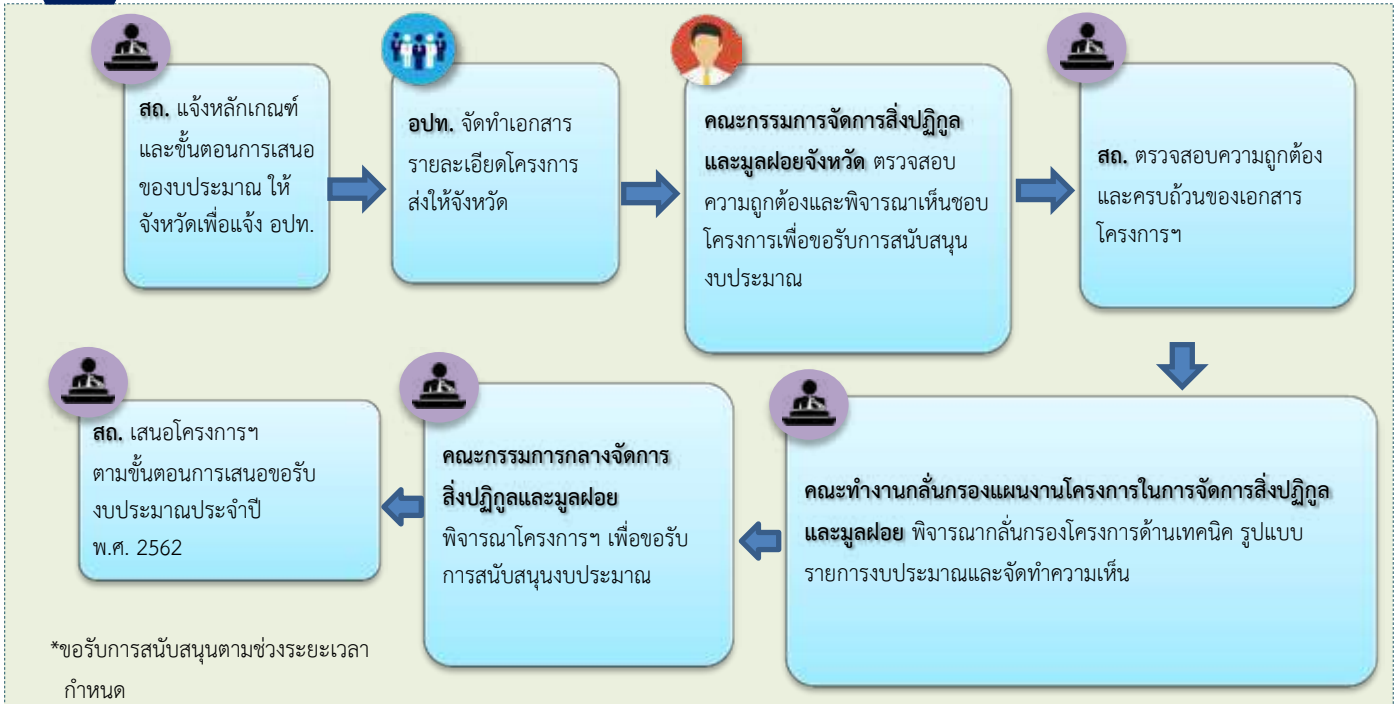 สถ. แจ้งหลักเกณฑ์
และขั้นตอนการเสนอ
ของบประมาณ ให้
จังหวัดเพื่อแจ้ง อปท.
อปท. จัดทำเอกสาร
รายละเอียดโครงการ
ส่งให้จังหวัด
คณะกรรมการจัดการสิ่งปฏิกูล
และมูลฝอยจังหวัด ตรวจสอบ
ความถูกต้องและพิจารณาเห็นชอบ
โครงการเพื่อขอรับการสนับสนุน
งบประมาณ
สถ. ตรวจสอบความถูกต้อง
และครบถ้วนของเอกสาร
โครงการฯ
คณะทำงานกลั่นกรองแผนงานโครงการในการจัดการสิ่งปฏิกูล
และมูลฝอย พิจารณากลั่นกรองโครงการด้านเทคนิค รูปแบบ
รายการงบประมาณและจัดทำความเห็น
คณะกรรมการกลางจัดการ
สิ่งปฏิกูลและมูลฝอย
พิจารณาโครงการฯ เพื่อขอรับ
การสนับสนุนงบประมาณ
สถ. เสนอโครงการฯ
ตามขั้นตอนการเสนอขอรับ
งบประมาณประจำปี
พ.ศ. 2562
*ขอรับการสนับสนุนตามช่วงระยะเวลา
กำหนด